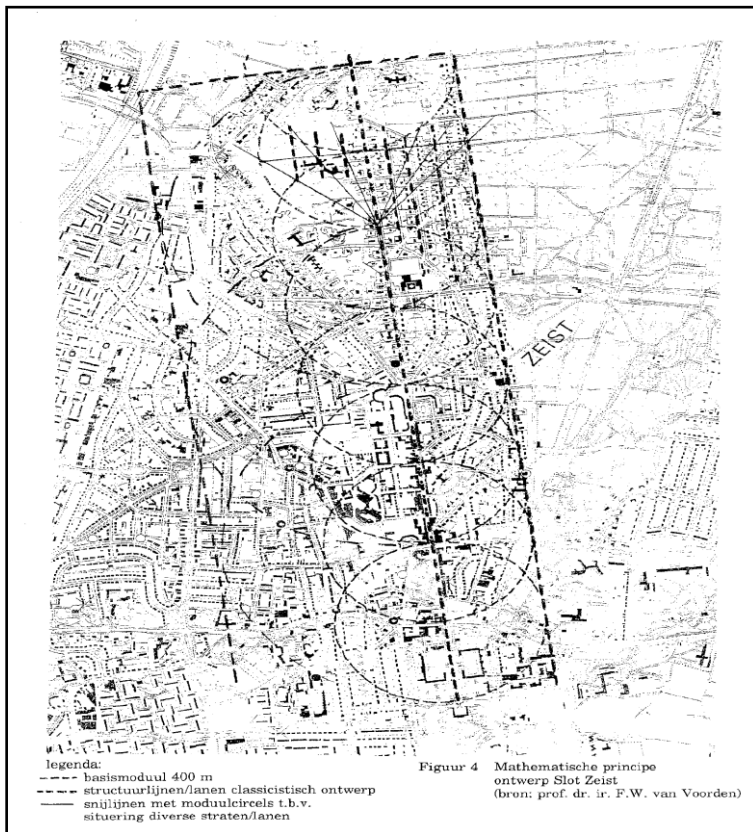 ZEIST
legenda:
basismoduul 400 m
structuurlijnen/lanen classicistisch ontwerp
snijlijnen met moduulcircels t.b.v.
situering diverse straten/lanen
Figuur 4 Mathematische principe
ontwerp Slot Zeist
(bron: prof. dr. ir. F.W. van Voorden)